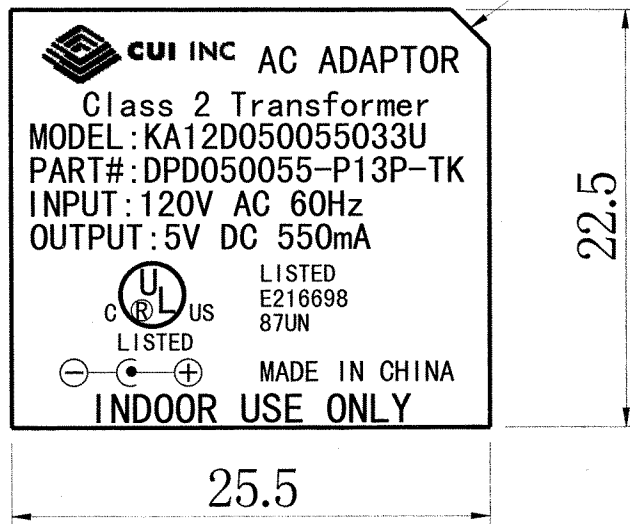 CUI INC AC ADAPTOR
Class 2 Transformer
MODEL:KA12D050055033U
PART#:DPD050055-P13P-TK
INPUT:120V AC 60Hz
OUTPUT:5V DC 550mA
UL
C ® US
LISTED
LISTED
E216698
87UN
MADE IN CHINA
INDOOR USE ONLY
22.5
25.5